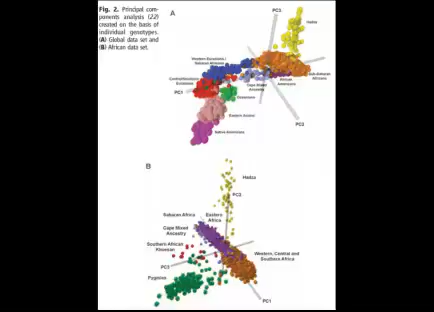 Fig. 2. Principal com-
ponents analysis (22)
created on the basis of
individual genotypes.
(A) Global data set and
(B) African data set.
A
PC3
Hadza
Western Eurasians /
Saharan Africans
Central/Southern
Eurasians
Cape Mixed
Ancestry
African
Americans
Sub-Saharan
Africans
PC1
Oceanians
Eastern Asians
PC2
Native Americans
B
Hadza
PC3
Saharan Africa
Eastern
Africa
Cape Mixed
Ancestry
Southern African
Khoesan
Western, Central and
Southern Africa
PC2
Pygmies
PC1